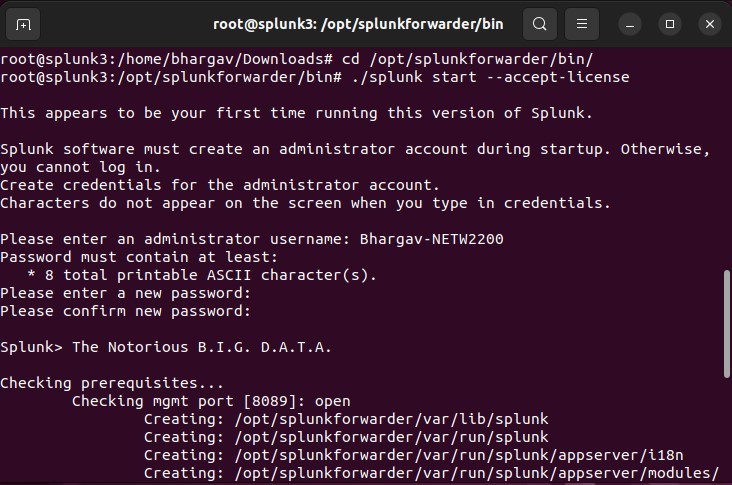 root@splunk3: /opt/splunkforwarder/bin
root@splunk3:/home/bhargav/Downloads# cd /opt/splunkforwarder/bin/
root@splunk3:/opt/splunkforwarder/bin# ./splunk start --accept-license
This appears to be your first time running this version of Splunk.
Splunk software must create an administrator account during startup. Otherwise,
you cannot log in.
Create credentials for the administrator account.
Characters do not appear on the screen when you type in credentials.
Please enter an administrator username: Bhargav-NETW2200
Password must contain at least:
   * 8 total printable ASCII character(s).
Please enter a new password:
Please confirm new password:
Splunk> The Notorious B.I.G. D.A.T.A.
Checking prerequisites...
        Checking mgmt port [8089]: open
                Creating: /opt/splunkforwarder/var/lib/splunk
                Creating: /opt/splunkforwarder/var/run/splunk
                Creating: /opt/splunkforwarder/var/run/splunk/appserver/i18n
                Creating: /opt/splunkforwarder/var/run/splunk/appserver/modules/